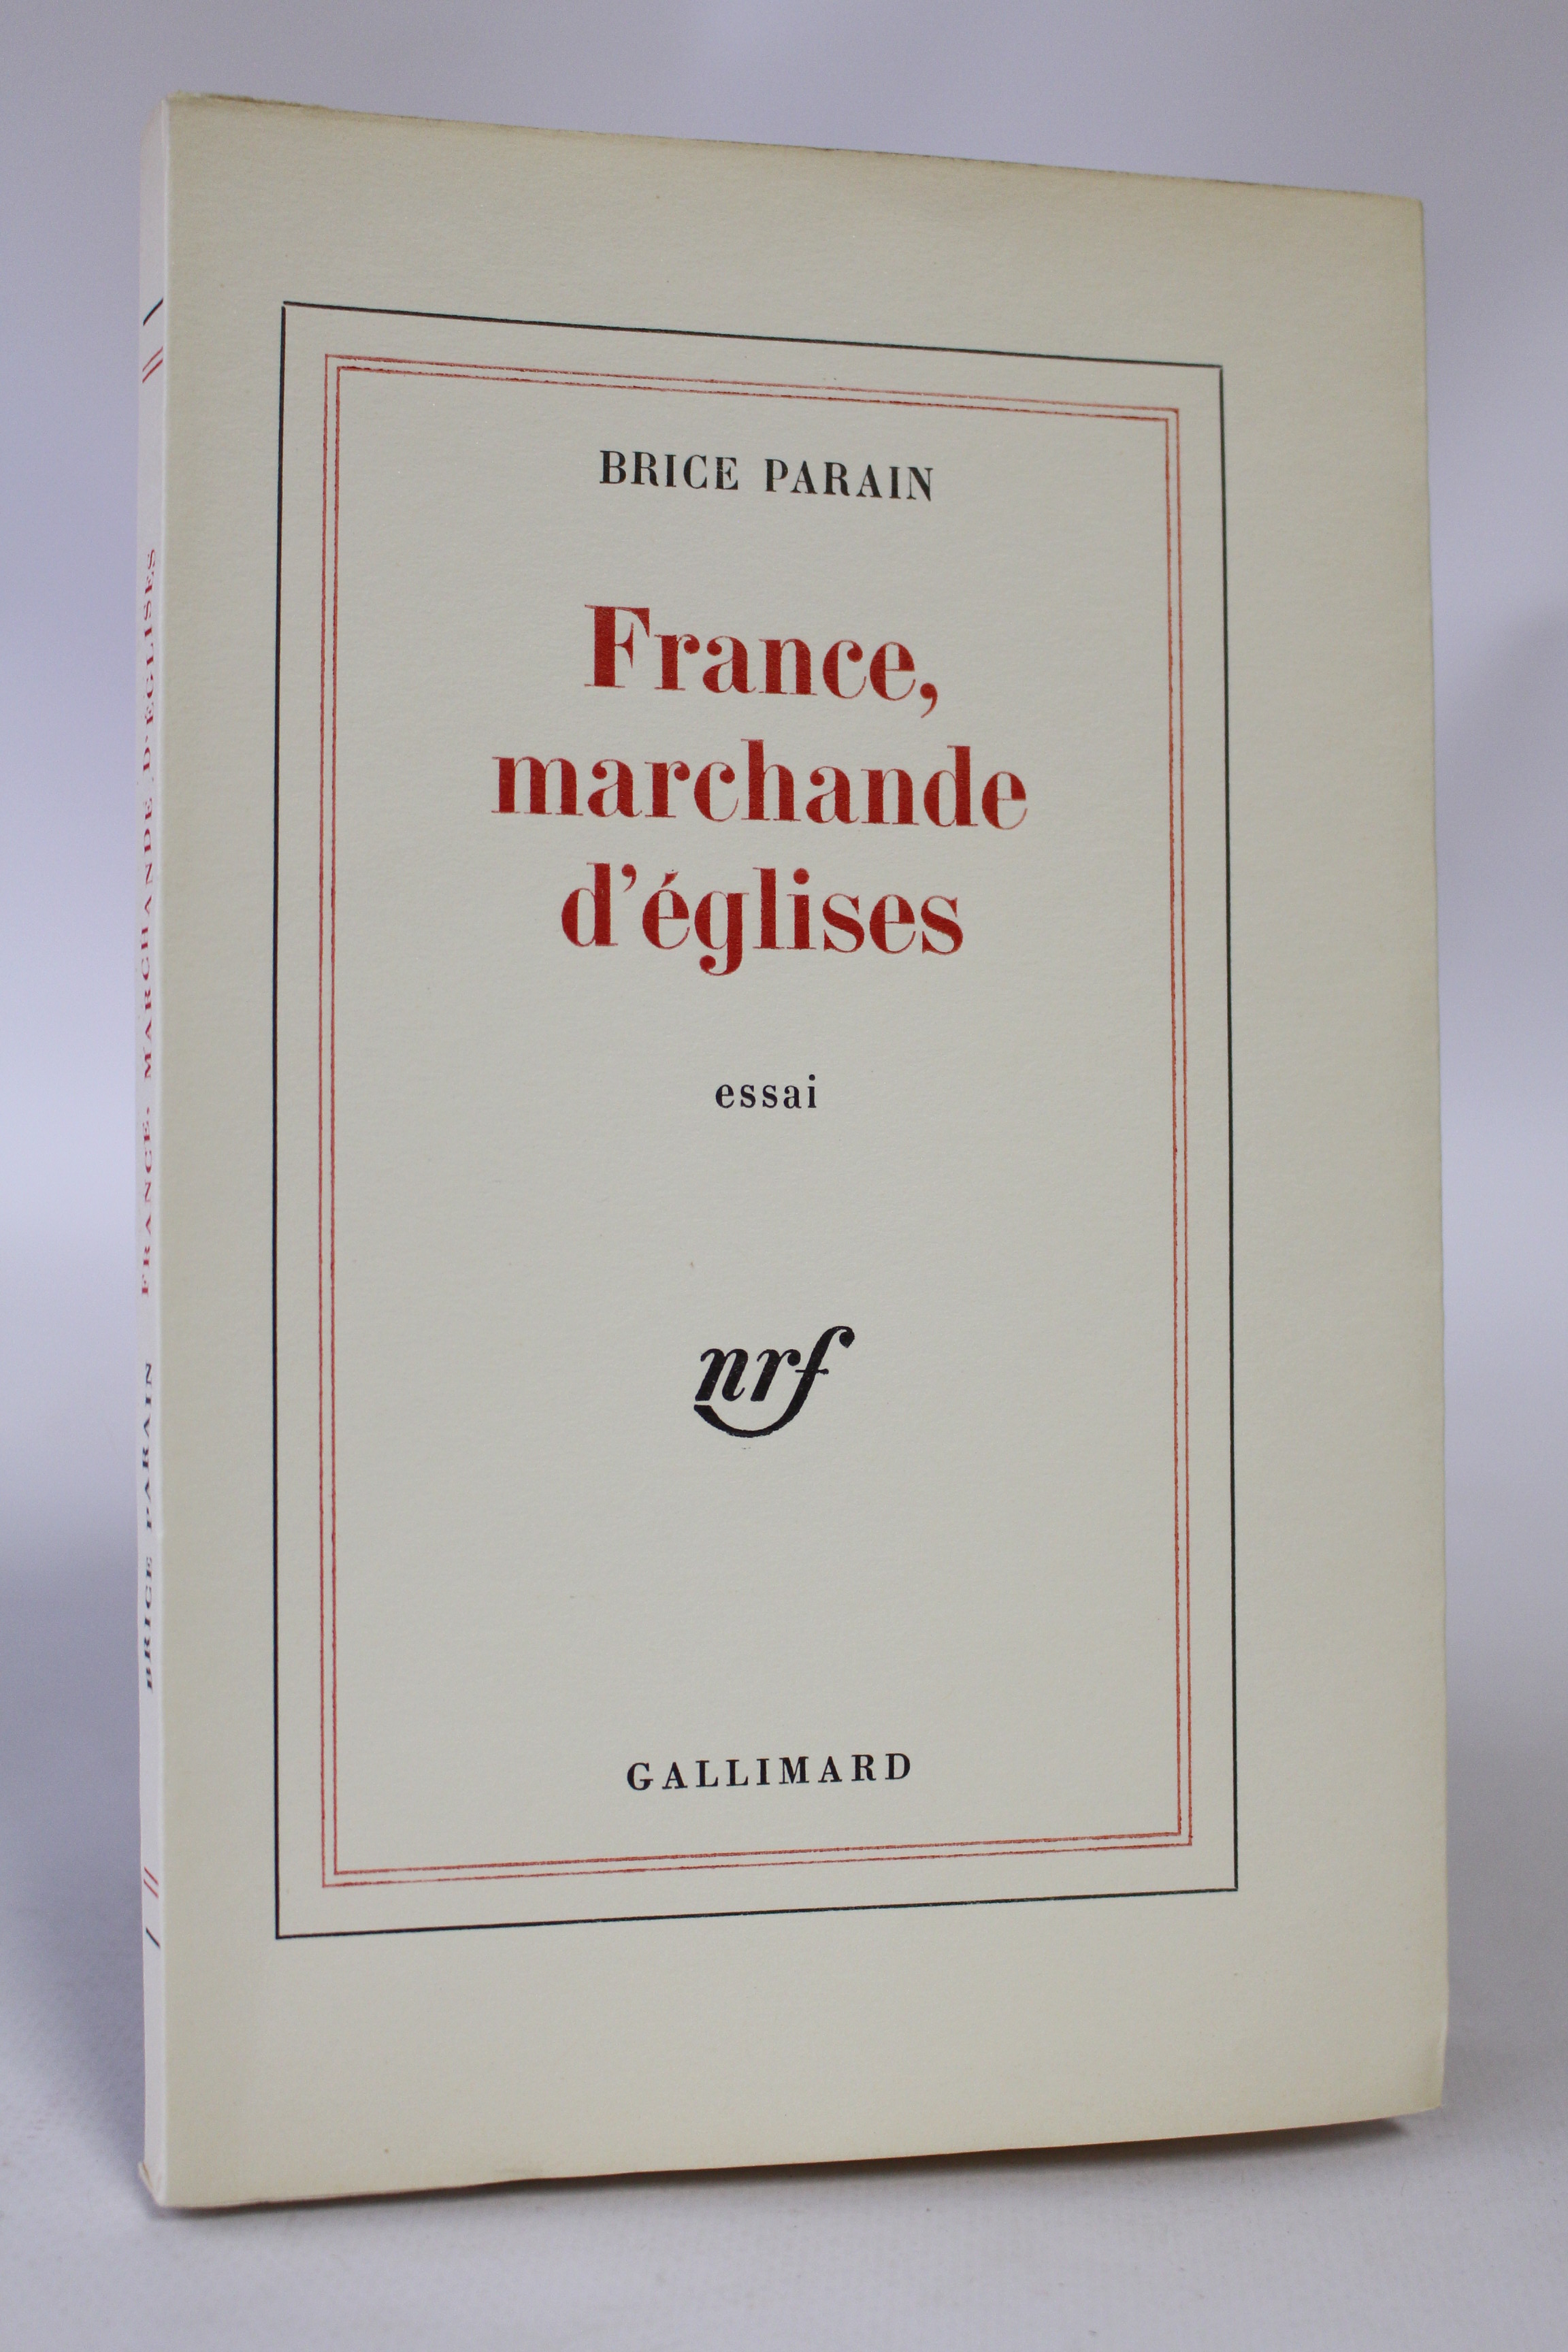 BRICE PARAIN
France,
marchande
d'églises
essai
nrf
GALLIMARD
BRICE PARAIN FRANCE, MARCHANDE D'ÉGLISES